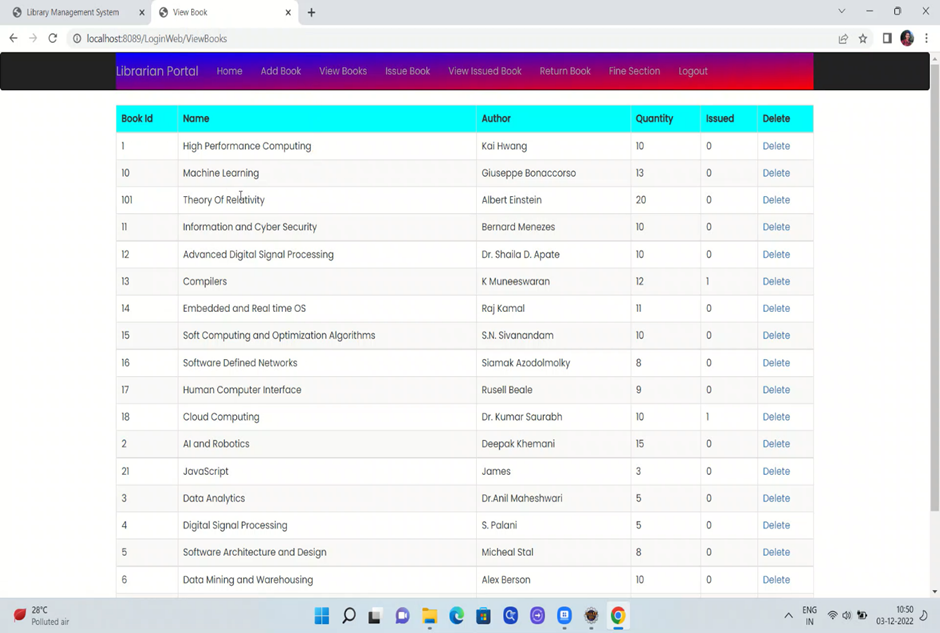 Library Management System
View Book
localhost:8089/LoginWeb/ViewBooks
Librarian Portal Home Add Book View Books Issue Book View Issued Book Return Book Fine Section Logout
Book Id Name Author Quantity Issued Delete
1 High Performance Computing Kai Hwang 10 0 Delete
10 Machine Learning Giuseppe Bonaccorso 13 0 Delete
101 Theory Of Relativity Albert Einstein 20 0 Delete
11 Information and Cyber Security Bernard Menezes 10 0 Delete
12 Advanced Digital Signal Processing Dr. Shaila D. Apate 10 0 Delete
13 Compilers K Muneeswaran 12 1 Delete
14 Embedded and Real time OS Raj Kamal 11 0 Delete
15 Soft Computing and Optimization Algorithms S.N. Sivanandam 10 0 Delete
16 Software Defined Networks Siamak Azodolmolky 8 0 Delete
17 Human Computer Interface Rusell Beale 9 0 Delete
18 Cloud Computing Dr. Kumar Saurabh 10 1 Delete
2 AI and Robotics Deepak Khemani 15 0 Delete
21 JavaScript James 3 0 Delete
3 Data Analytics Dr.Anil Maheshwari 5 0 Delete
4 Digital Signal Processing S. Palani 5 0 Delete
5 Software Architecture and Design Micheal Stal 8 0 Delete
6 Data Mining and Warehousing Alex Berson 10 0 Delete
28°C
Polluted air
ENG
IN
10:50
03-12-2022